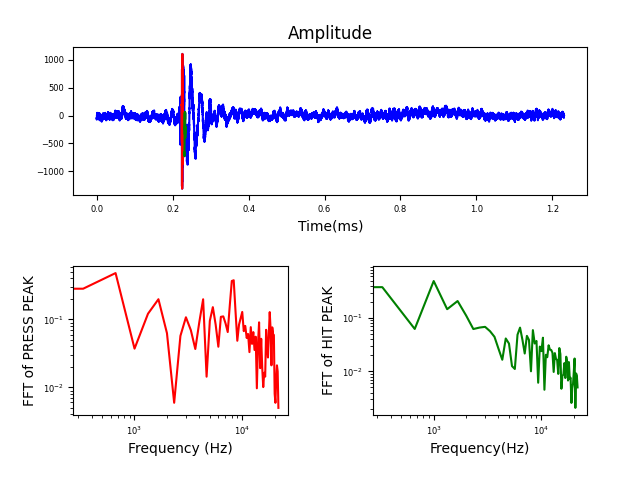 Amplitude
1000
500
0
−500
−1000
0.0 0.2 0.4 0.6 0.8 1.0 1.2
Time(ms)
FFT of PRESS PEAK
10⁻¹
10⁻²
10³ 10⁴
Frequency (Hz)
FFT of HIT PEAK
10⁻¹
10⁻²
10³ 10⁴
Frequency(Hz)